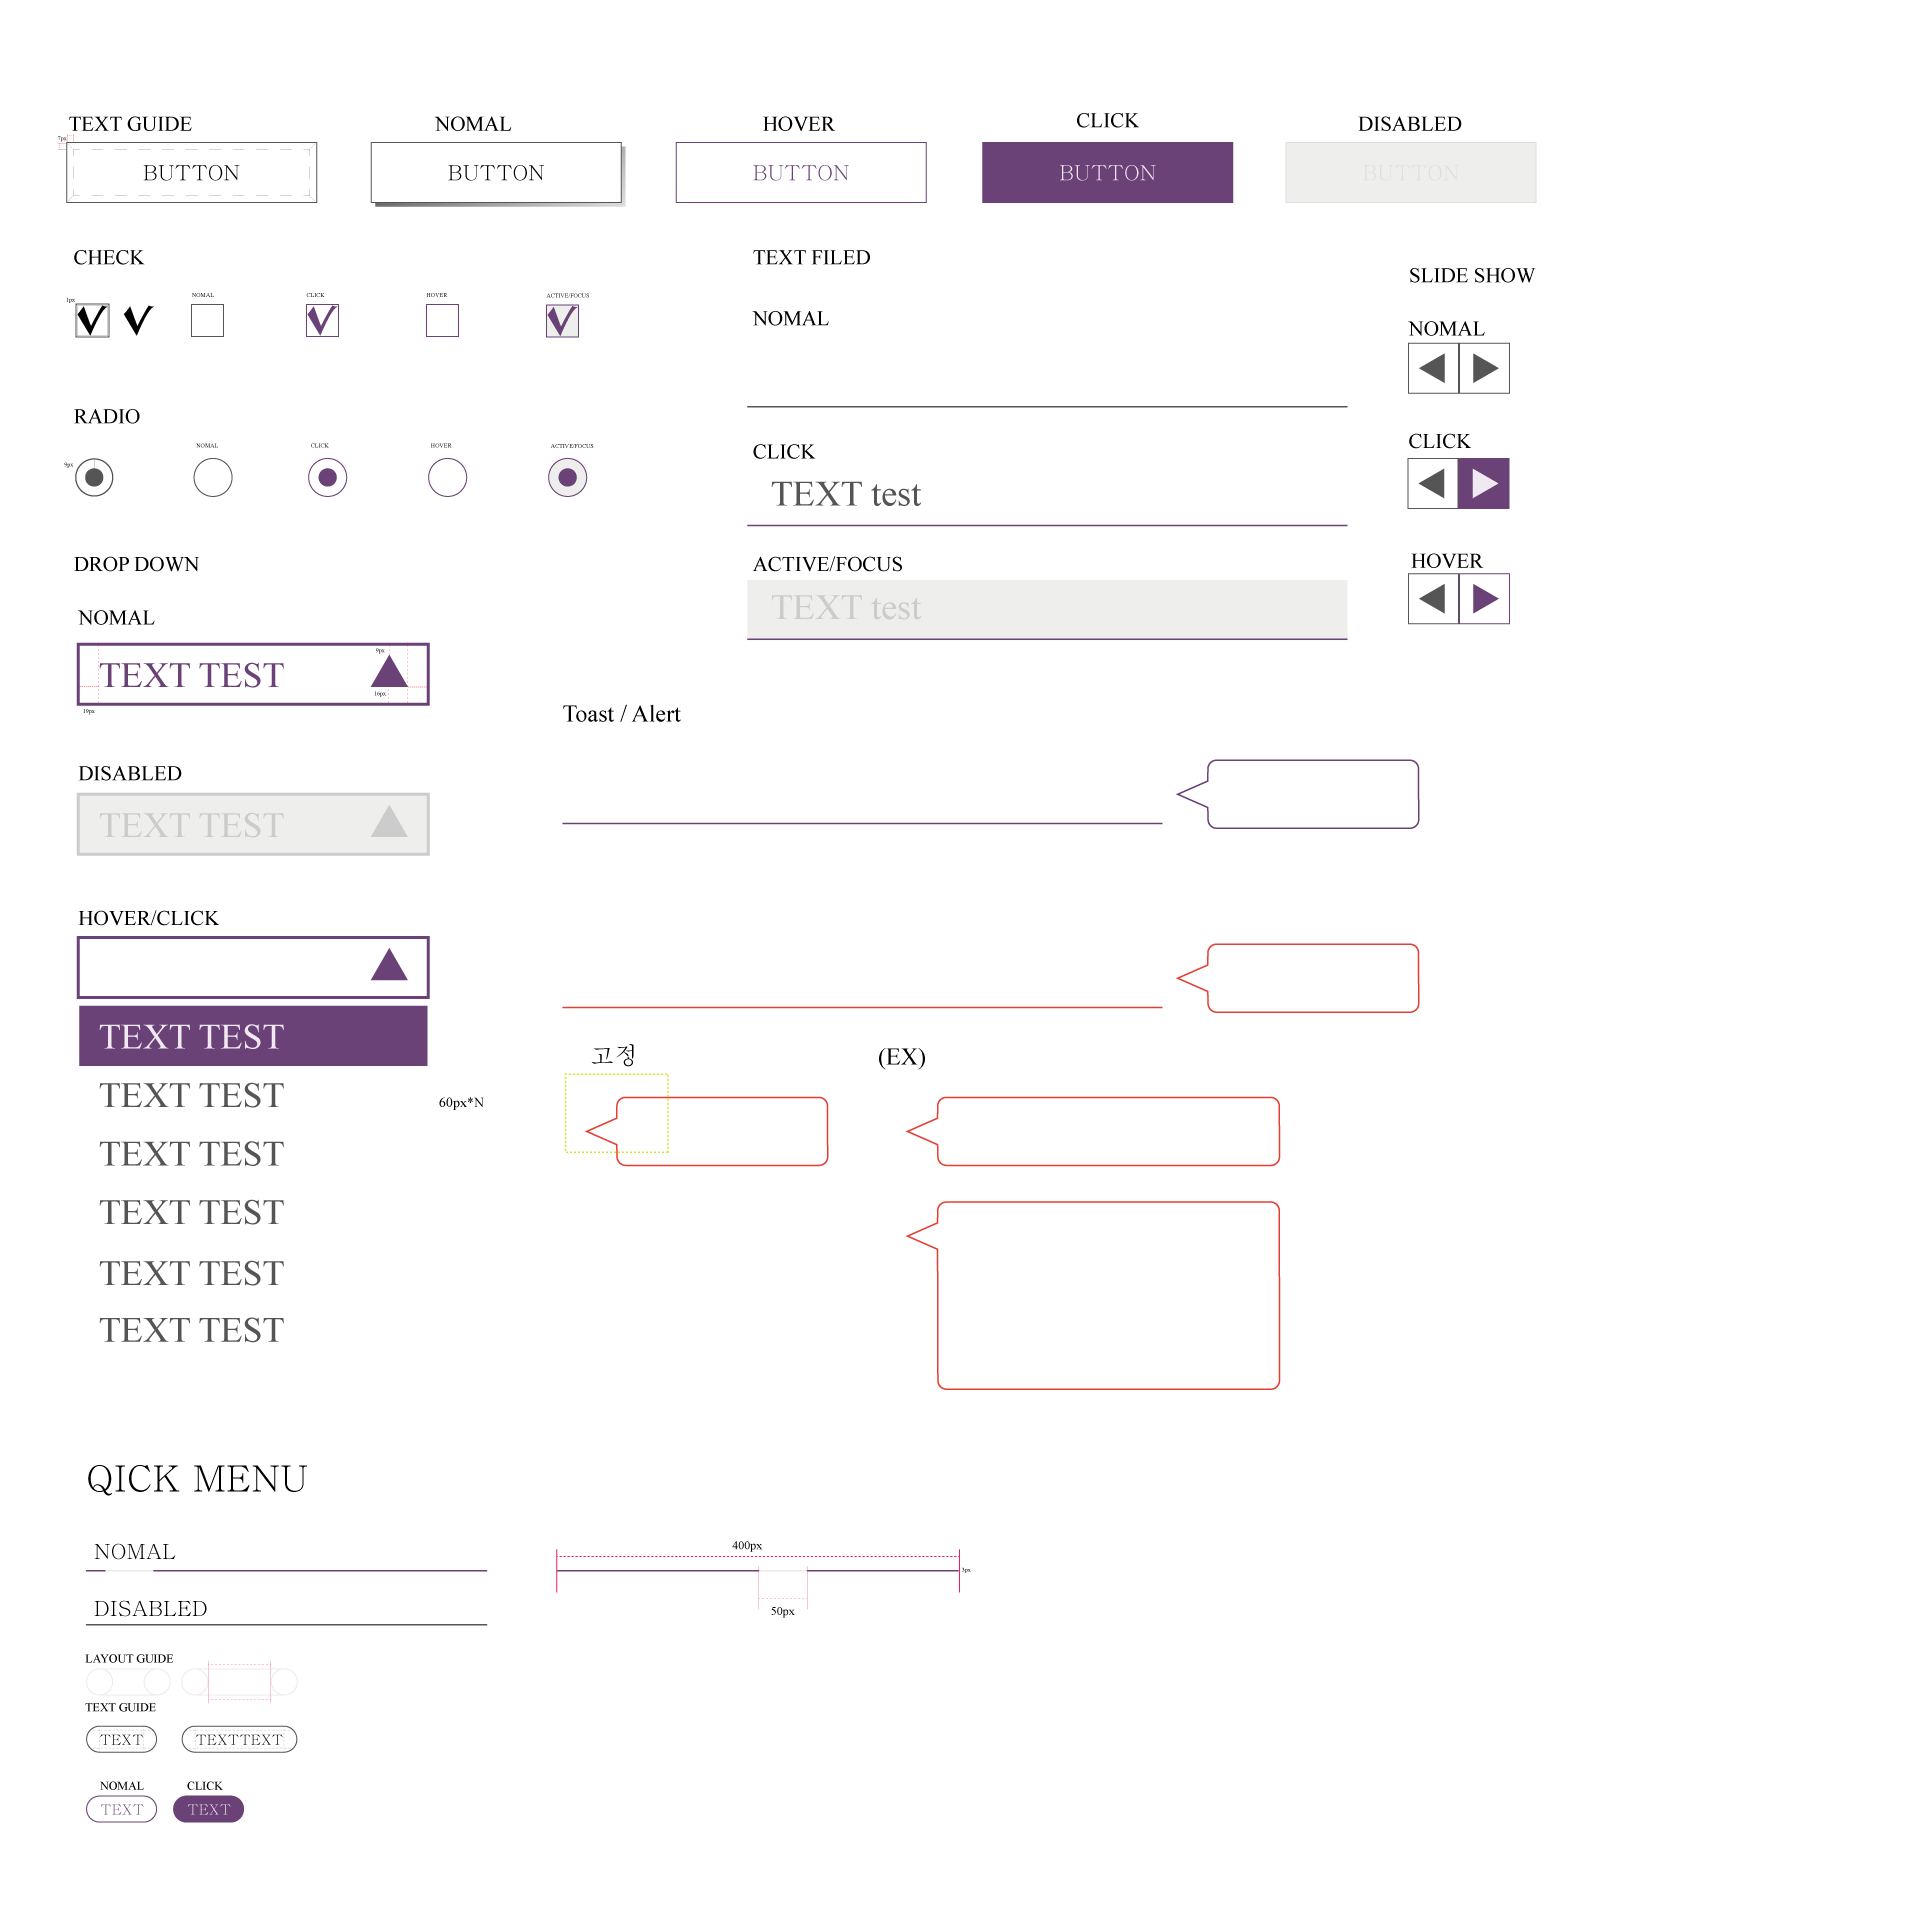 TEXT GUIDE
NOMAL
HOVER
CLICK
DISABLED
7px
BUTTON
BUTTON
BUTTON
BUTTON
BUTTON
CHECK
1px
NOMAL
CLICK
HOVER
ACTIVE/FOCUS
RADIO
9px
NOMAL
CLICK
HOVER
ACTIVE/FOCUS
TEXT FILED
NOMAL
CLICK
TEXT test
ACTIVE/FOCUS
TEXT test
SLIDE SHOW
NOMAL
CLICK
HOVER
DROP DOWN
NOMAL
TEXT TEST
9px
16px
19px
DISABLED
TEXT TEST
HOVER/CLICK
TEXT TEST
TEXT TEST
60px*N
TEXT TEST
TEXT TEST
TEXT TEST
TEXT TEST
Toast / Alert
고정
(EX)
QICK MENU
NOMAL
DISABLED
400px
3px
50px
LAYOUT GUIDE
TEXT GUIDE
TEXT
TEXTTEXT
NOMAL
CLICK
TEXT
TEXT